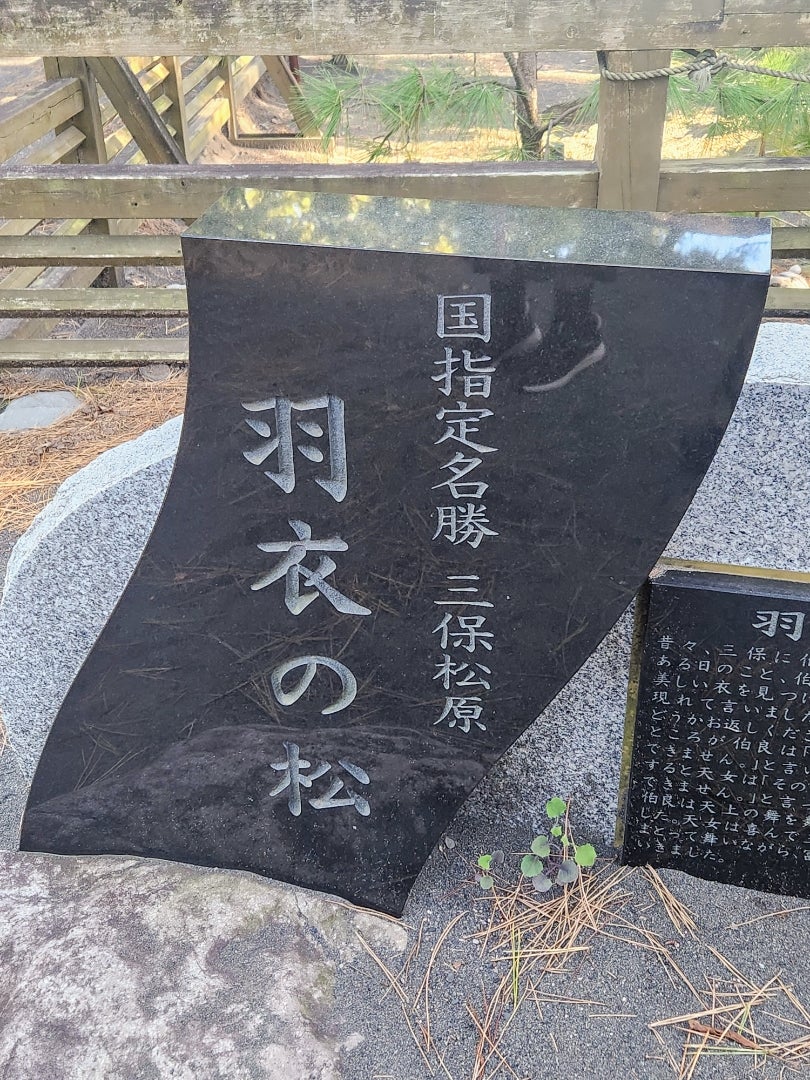 国指定名勝 三保松原
羽衣の松
羽
昔々、三保に伯
ある日のこと、伯
美しい衣を見つ
現れて言いまし
どうかお返しくだ
ところが伯良は
できません。」と言
すると天女は「その
できません。」と言
伯良は天上の舞を
した。天女は喜んで
まとって舞いながら、
いきました。